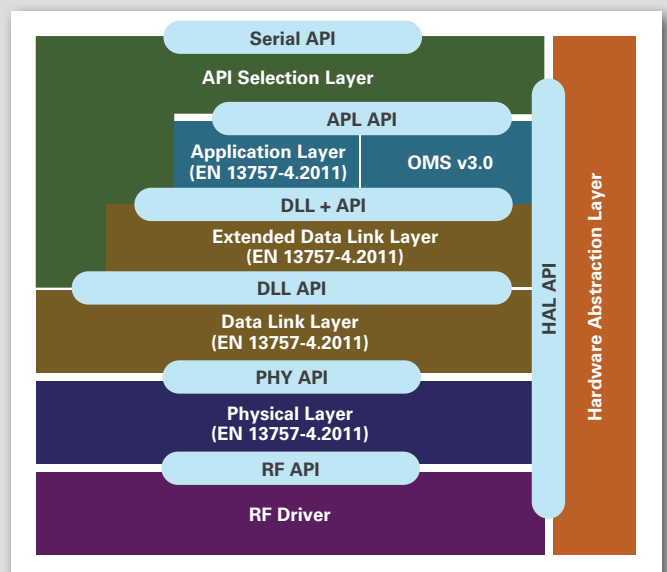 Serial API
API Selection Layer
APL API
Application Layer
(EN 13757-4.2011)
OMS v3.0
DLL + API
Extended Data Link Layer
(EN 13757-4.2011)
DLL API
Data Link Layer
(EN 13757-4.2011)
PHY API
Physical Layer
(EN 13757-4.2011)
RF API
RF Driver
HAL API
Hardware Abstraction Layer